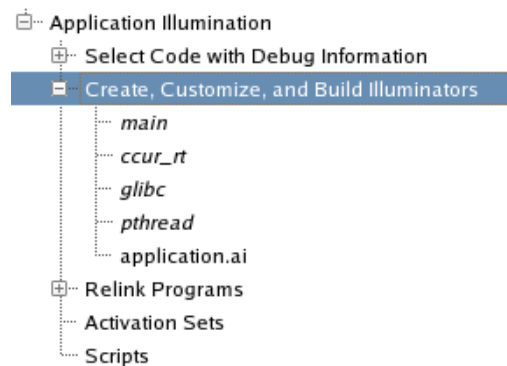 Application Illumination
Select Code with Debug Information
Create, Customize, and Build Illuminators
main
ccur_rt
glibc
pthread
application.ai
Relink Programs
Activation Sets
Scripts